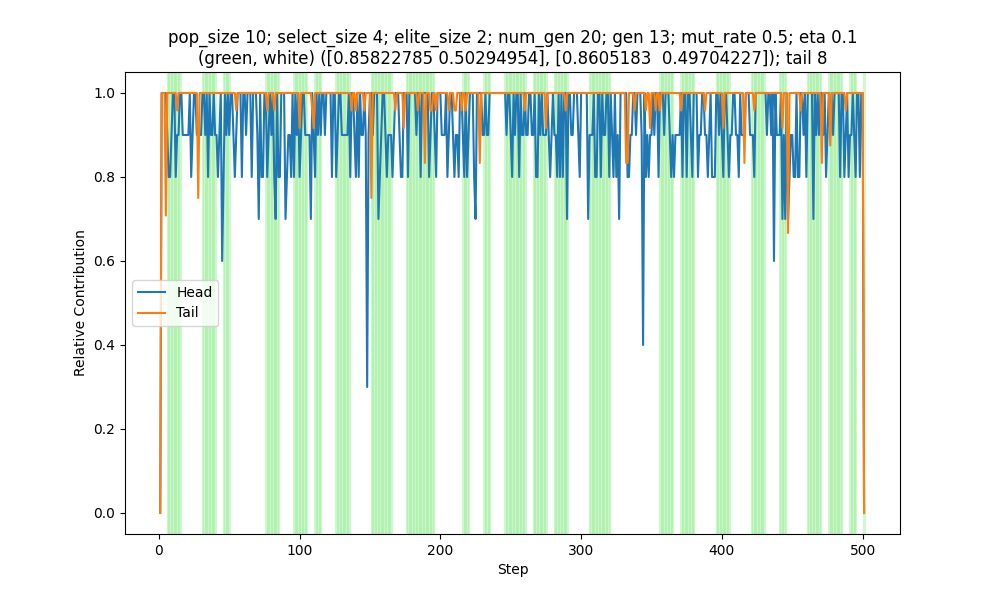 pop_size 10; select_size 4; elite_size 2; num_gen 20; gen 13; mut_rate 0.5; eta 0.1
(green, white) ([0.85822785 0.50294954], [0.8605183  0.49704227]); tail 8
1.0
0.8
0.6
0.4
0.2
0.0
Relative Contribution
Head
Tail
0
100
200
300
400
500
Step